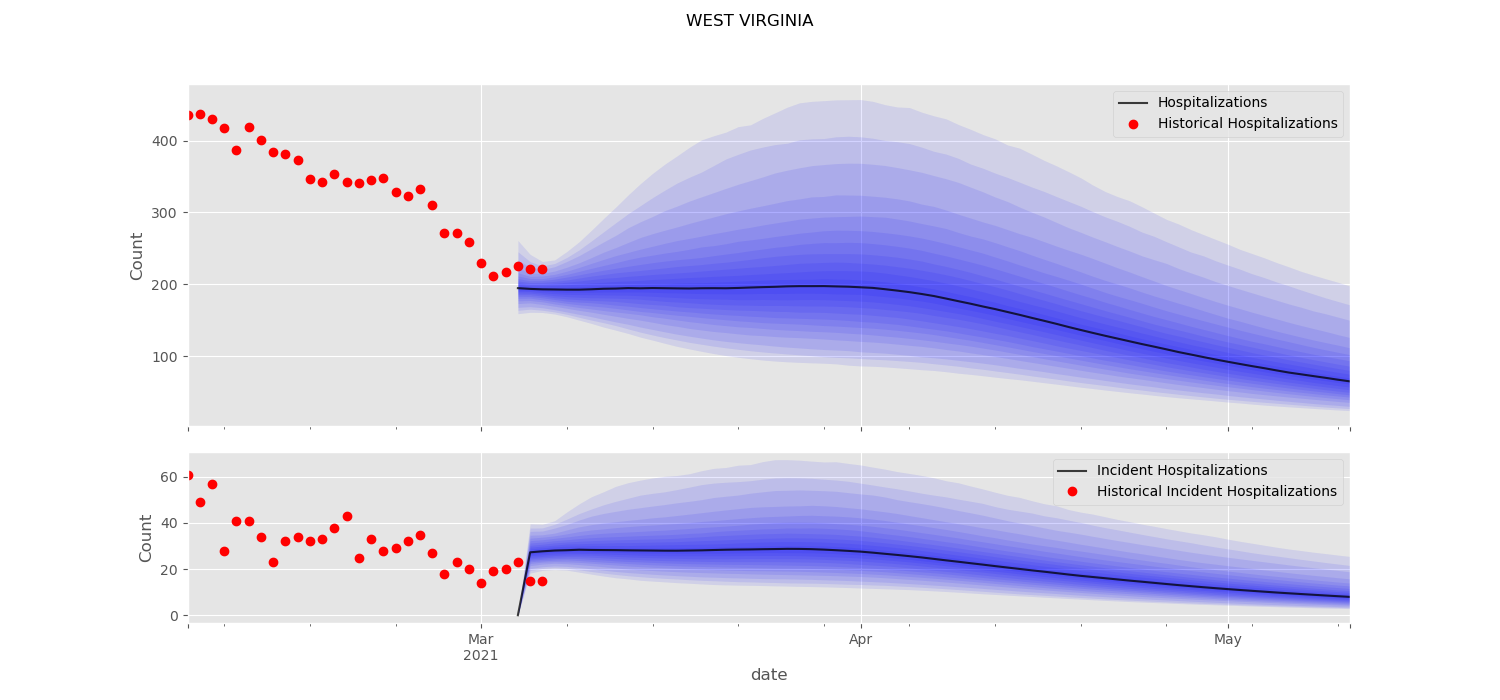 WEST VIRGINIA
Hospitalizations
Historical Hospitalizations
400
300
200
100
Count
Incident Hospitalizations
Historical Incident Hospitalizations
60
40
20
0
Count
Mar
2021
Apr
May
date